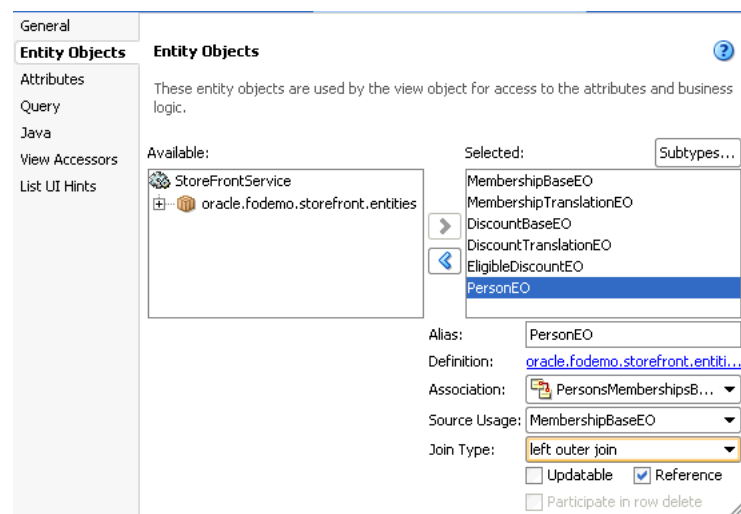 General
Entity Objects
Attributes
Query
Java
View Accessors
List UI Hints
Entity Objects
?
These entity objects are used by the view object for access to the attributes and business
logic.
Available:
StoreFrontService
oracle.fodemo.storefront.entities
Selected:
Subtypes...
MembershipBaseEO
MembershipTranslationEO
DiscountBaseEO
DiscountTranslationEO
EligibleDiscountEO
PersonEO
Alias: PersonEO
Definition: oracle.fodemo.storefront.entiti...
Association: PersonsMembershipsB...
Source Usage: MembershipBaseEO
Join Type: left outer join
Updatable Reference
Participate in row delete